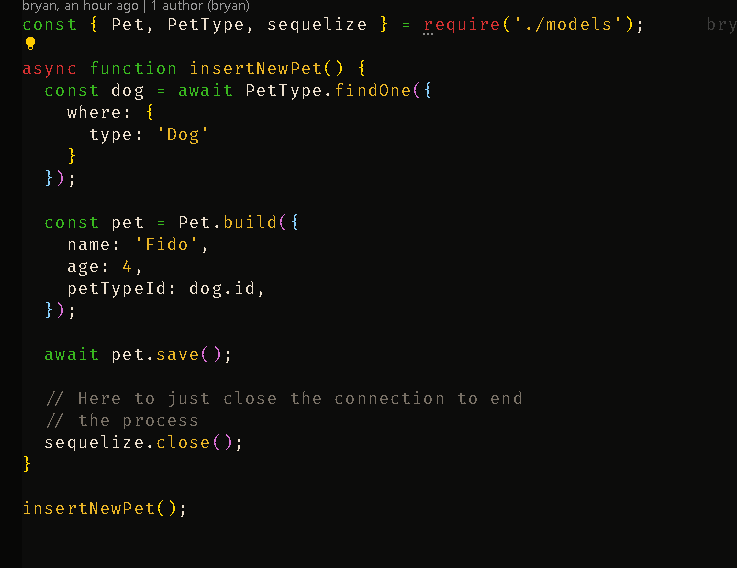 bryan, an hour ago | 1 author (bryan)
const { Pet, PetType, sequelize } = require('./models');     bry
async function insertNewPet() {
  const dog = await PetType.findOne({
    where: {
      type: 'Dog'
    }
  });

  const pet = Pet.build({
    name: 'Fido',
    age: 4,
    petTypeId: dog.id,
  });

  await pet.save();

  // Here to just close the connection to end
  // the process
  sequelize.close();
}

insertNewPet();